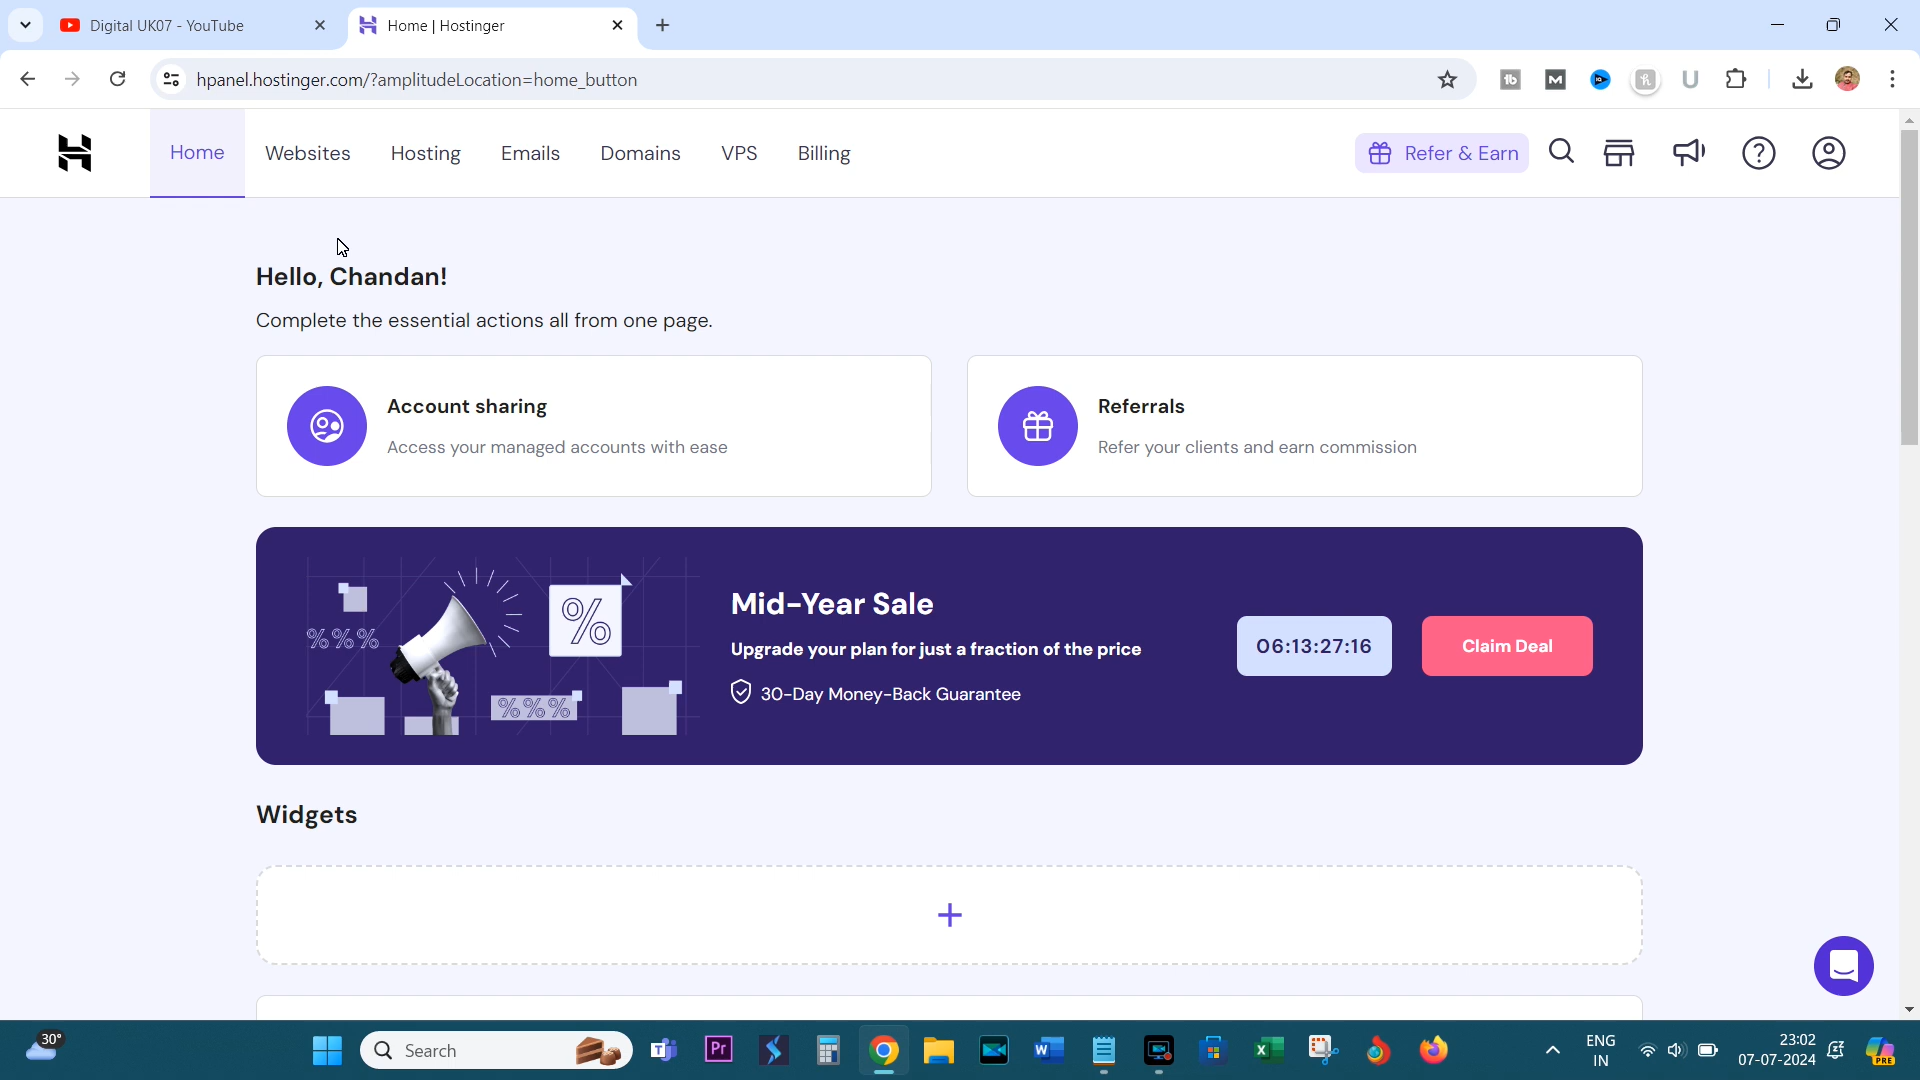 Digital UK07 - YouTube
Home | Hostinger
hpanel.hostinger.com/?amplitudeLocation=home_button
tb
M
Home
Websites
Hosting
Emails
Domains
VPS
Billing
Refer & Earn
Hello, Chandan!
Complete the essential actions all from one page.
Account sharing
Access your managed accounts with ease
Referrals
Refer your clients and earn commission
%
%%%
%%%
Mid-Year Sale
Upgrade your plan for just a fraction of the price
30-Day Money-Back Guarantee
06:13:27:16
Claim Deal
Widgets
30°
Search
Pr
ENG
IN
23:02
07-07-2024
PRE